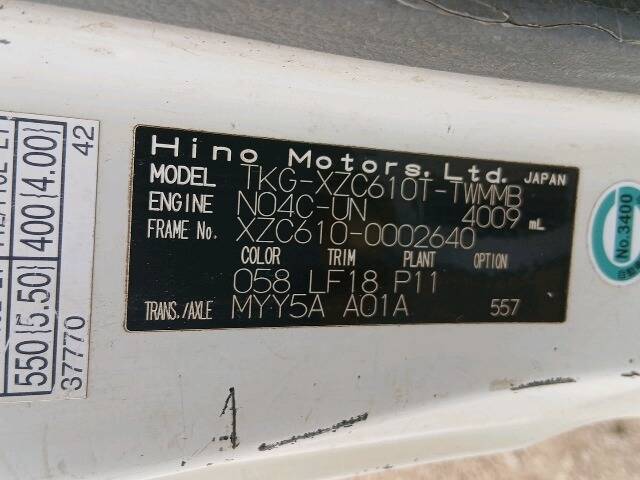 Hino Motors, Ltd. JAPAN
MODEL TKG-XZC610T-TWMMB
ENGINE N04C-UN 4009 mL
FRAME No. XZC610-0002640
COLOR TRIM PLANT OPTION
058 LF18 P11
TRANS./AXLE MYY5A A01A 557
550(5.50) 400(4.00)
37770 42
No.3400
1